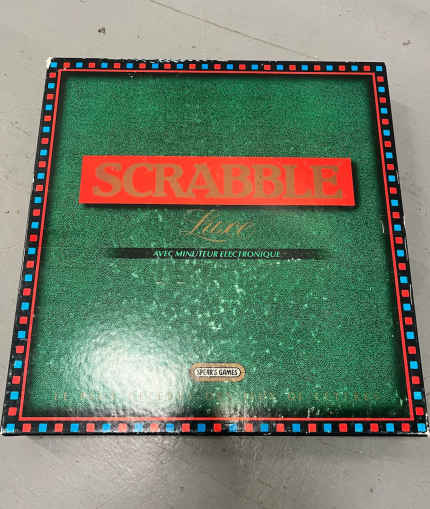 SCRABBLE
Luxe
AVEC MINUTEUR ELECTRONIQUE
SPEAR'S GAMES